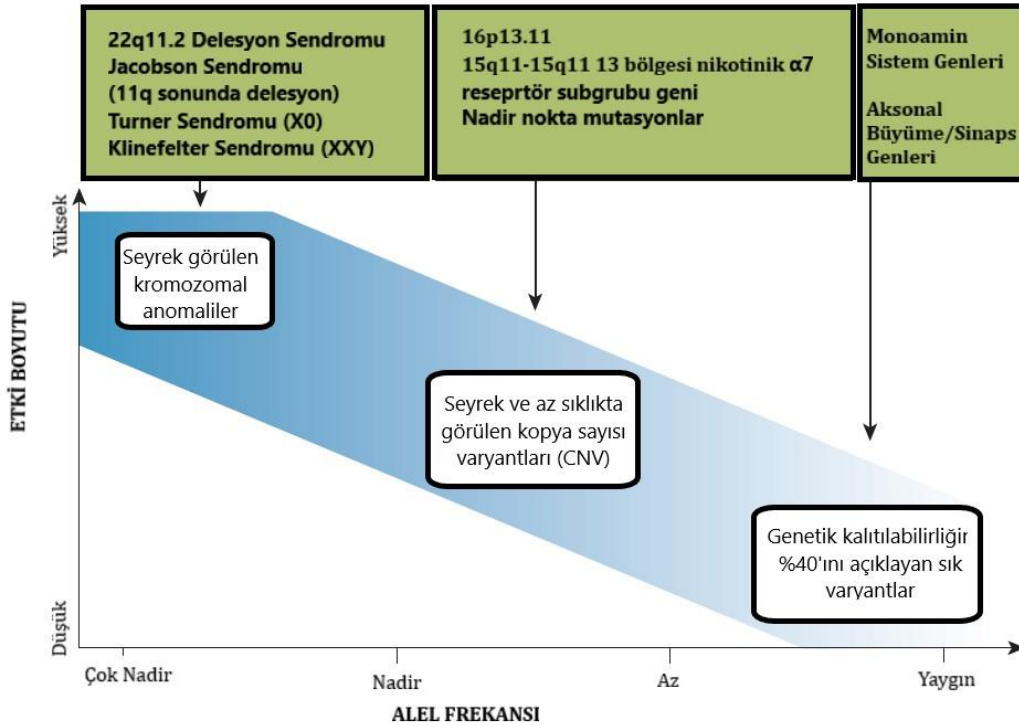 22q11.2 Delesyon Sendromu
Jacobson Sendromu
(11q sonunda delesyon)
Turner Sendromu (X0)
Klinefelter Sendromu (XXY)
16p13.11
15q11-15q11 13 bölgesi nikotinik α7
reseprtör subgrubu geni
Nadir nokta mutasyonlar
Monoamin
Sistem Genleri
Aksonal
Büyüme/Sinaps
Genleri
ETKİ BOYUTU
Yüksek
Düşük
Seyrek görülen
kromozomal
anomaliler
Seyrek ve az sıklıkta
görülen kopya sayısı
varyantları (CNV)
Genetik kalıtılabilirliğir
%40'ını açıklayan sık
varyantlar
Çok Nadir
Nadir
Az
Yaygın
ALEL FREKANSI